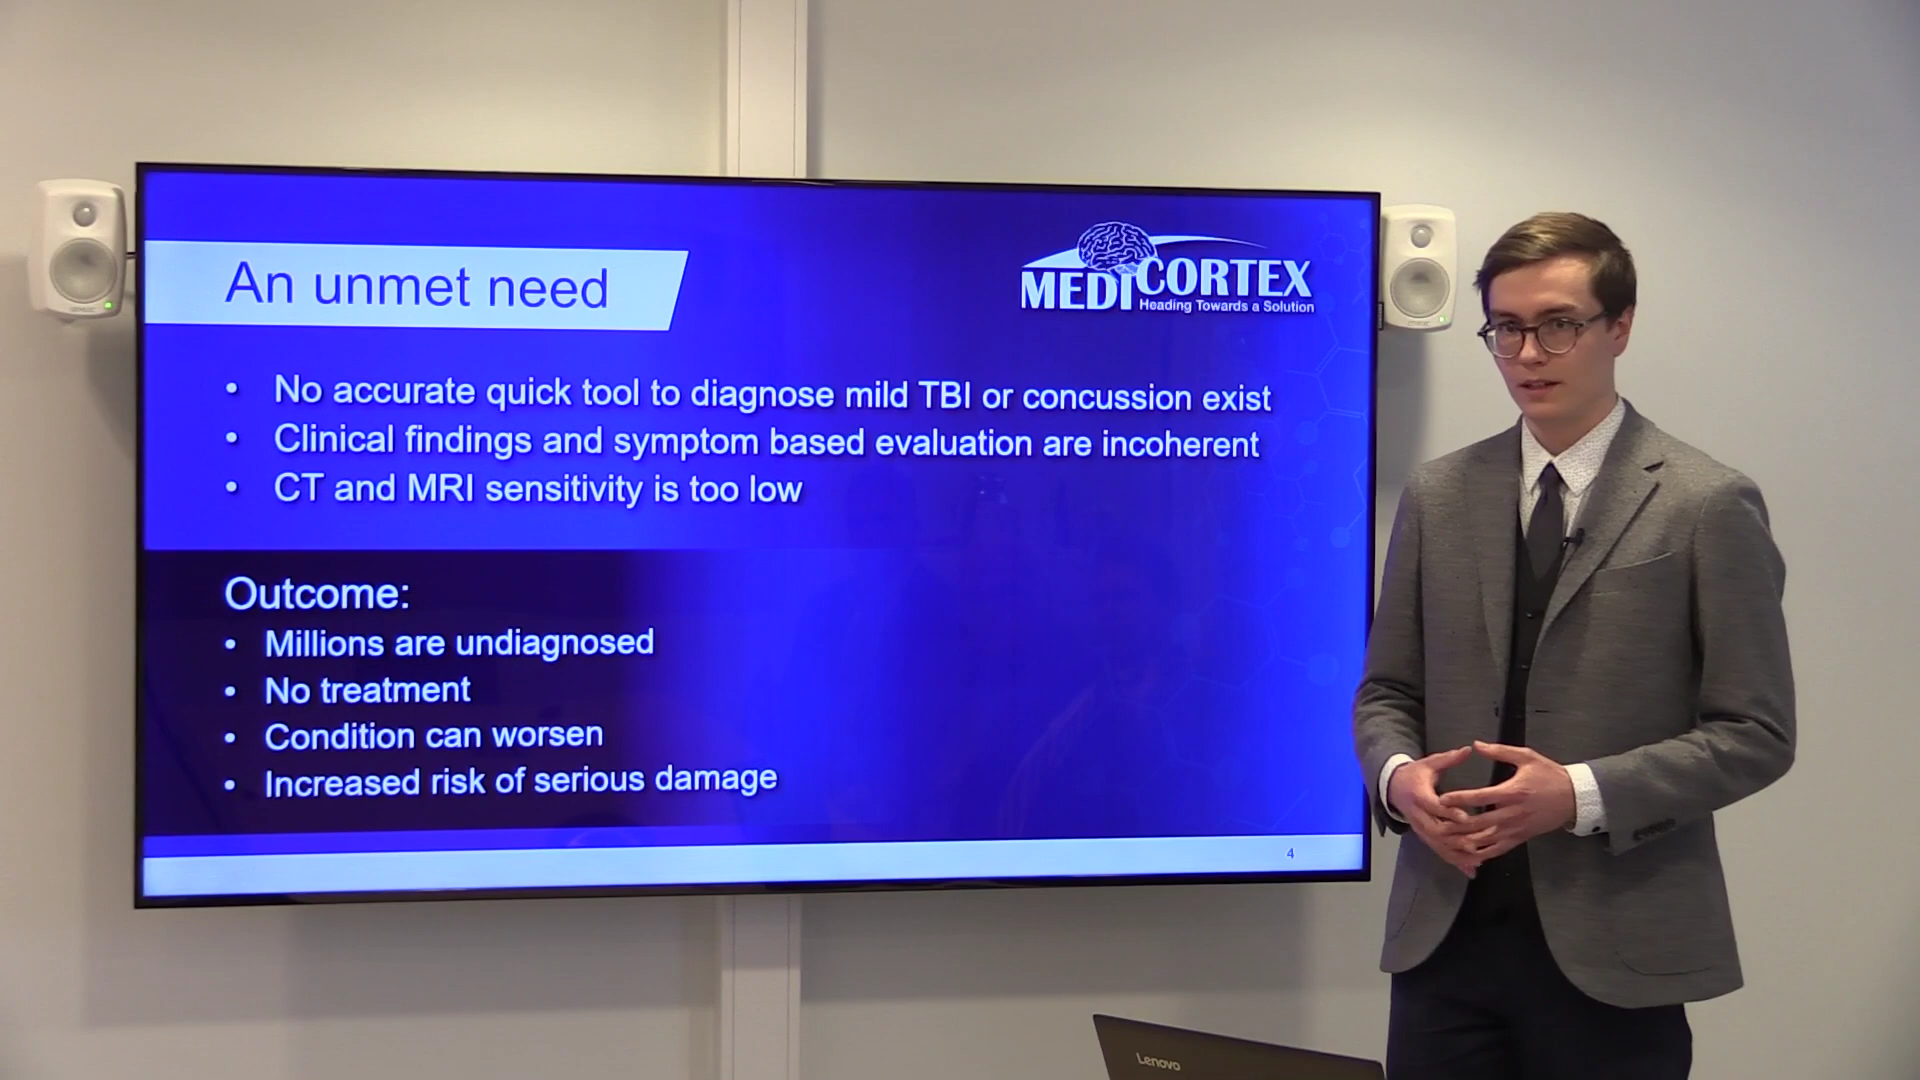 An unmet need
MEDICORTEX
Heading Towards a Solution
• No accurate quick tool to diagnose mild TBI or concussion exist
• Clinical findings and symptom based evaluation are incoherent
• CT and MRI sensitivity is too low
Outcome:
• Millions are undiagnosed
• No treatment
• Condition can worsen
• Increased risk of serious damage
4
Lenovo